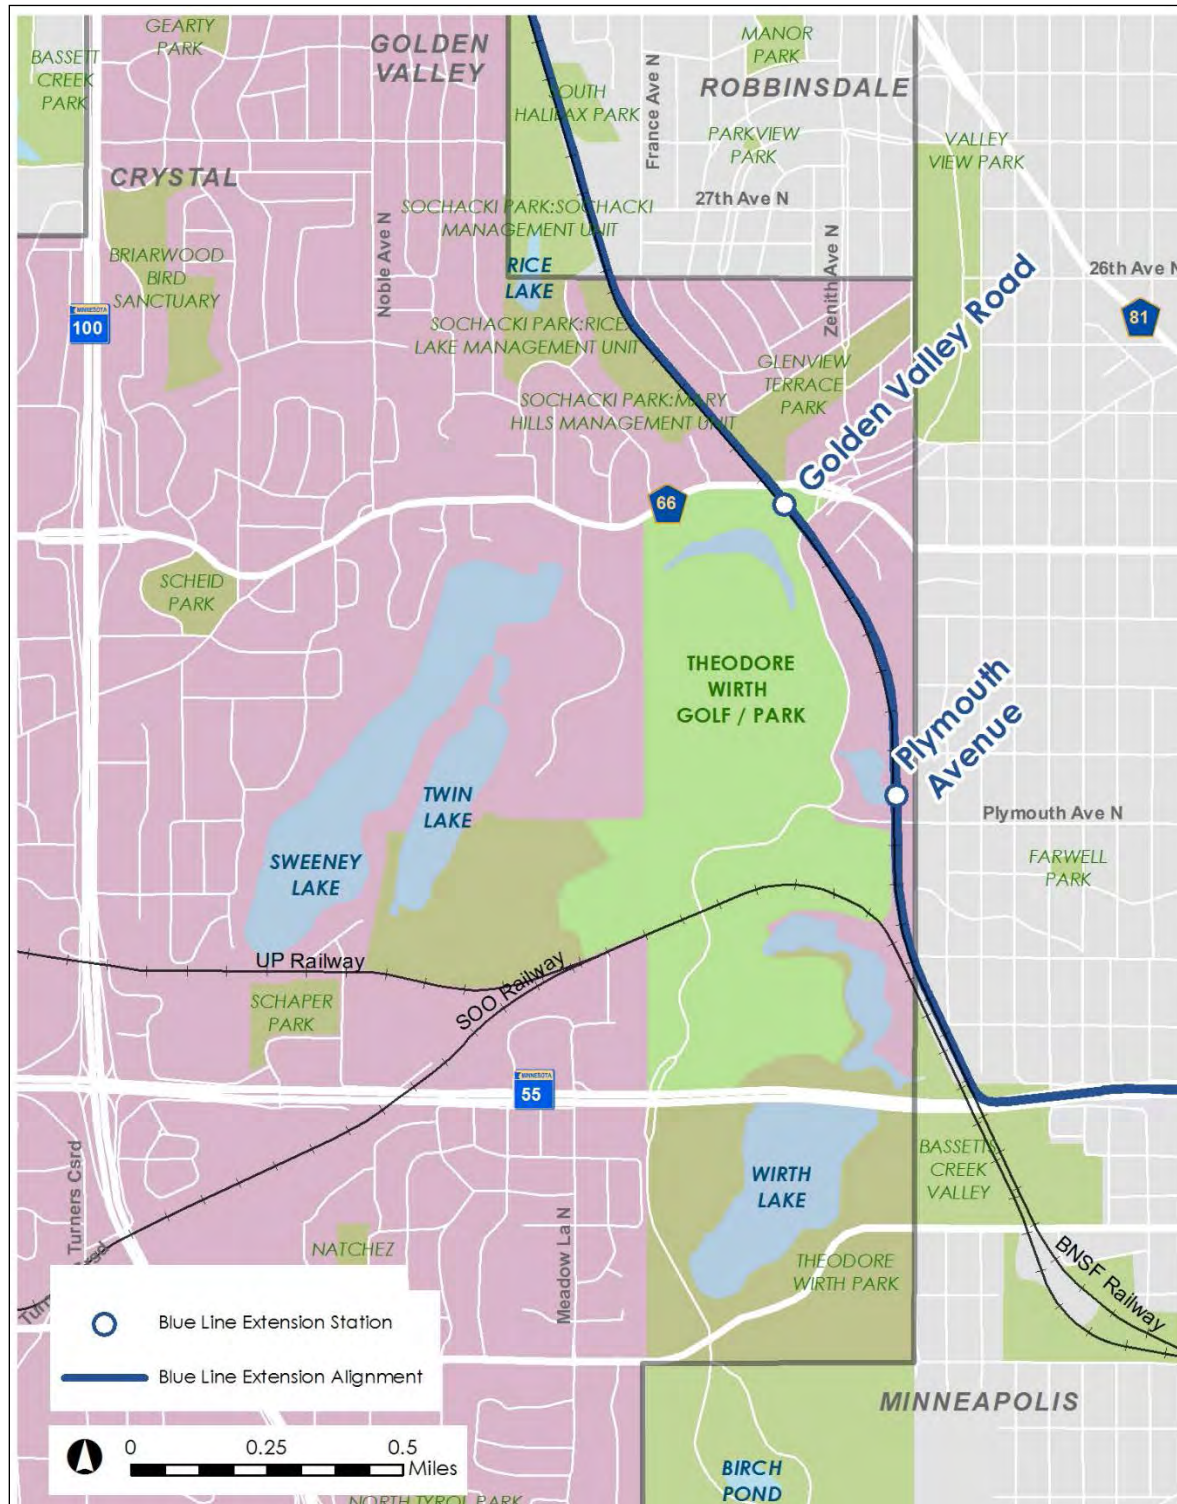 GEARTY
PARK
GOLDEN
VALLEY
MANOR
PARK
BASSETT
CREEK
PARK
ROBBINSDALE
SOUTH
HALIFAX PARK
France Ave N
PARKVIEW
PARK
VALLEY
VIEW PARK
CRYSTAL
27th Ave N
SOCHACKI PARK:SOCHACKI
MANAGEMENT UNIT
Noble Ave N
BRIARWOOD
BIRD
SANCTUARY
RICE
LAKE
Zenith Ave N
26th Ave N
MINNESOTA
100
81
SOCHACKI PARK:RICE
LAKE MANAGEMENT UNIT
Golden Valley Road
GLENVIEW
TERRACE
PARK
SOCHACKI PARK:MARY
HILLS MANAGEMENT UNIT
66
SCHEID
PARK
THEODORE
WIRTH
GOLF / PARK
Plymouth
Avenue
TWIN
LAKE
Plymouth Ave N
SWEENEY
LAKE
FARWELL
PARK
UP Railway
SOO Railway
SCHAPER
PARK
MINNESOTA
55
BASSETTS
CREEK
VALLEY
Turners Csrd
WIRTH
LAKE
Meadow La N
NATCHEZ
THEODORE
WIRTH PARK
BNSF Railway
Blue Line Extension Station
Blue Line Extension Alignment
MINNEAPOLIS
0 0.25 0.5
Miles
BIRCH
POND
NORTH TYROL PARK